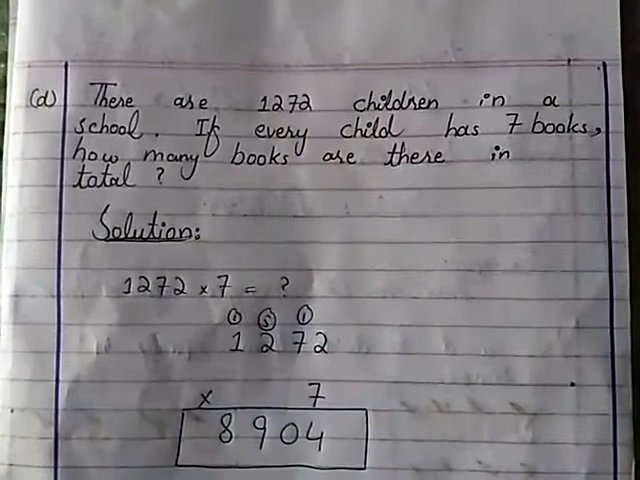 (d) There are 1272 children in a
school. If every child has 7 books,
how many books are there in
total ?
Solution:
1272 × 7 = ?
1 5 1
1 2 7 2
× 7
8 9 0 4